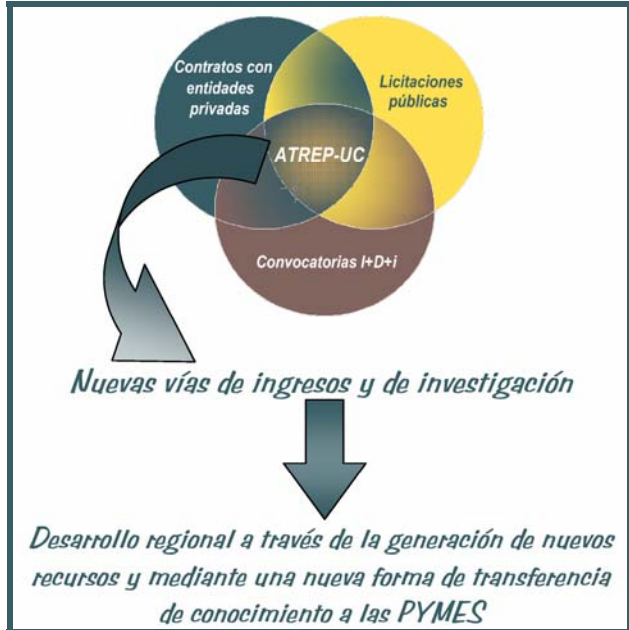 Contratos con
entidades
privadas
Licitaciones
públicas
ATREP-UC
Convocatorias I+D+i
Nuevas vías de ingresos y de investigación
Desarrollo regional a través de la generación de nuevos
recursos y mediante una nueva forma de transferencia
de conocimiento a las PYMES